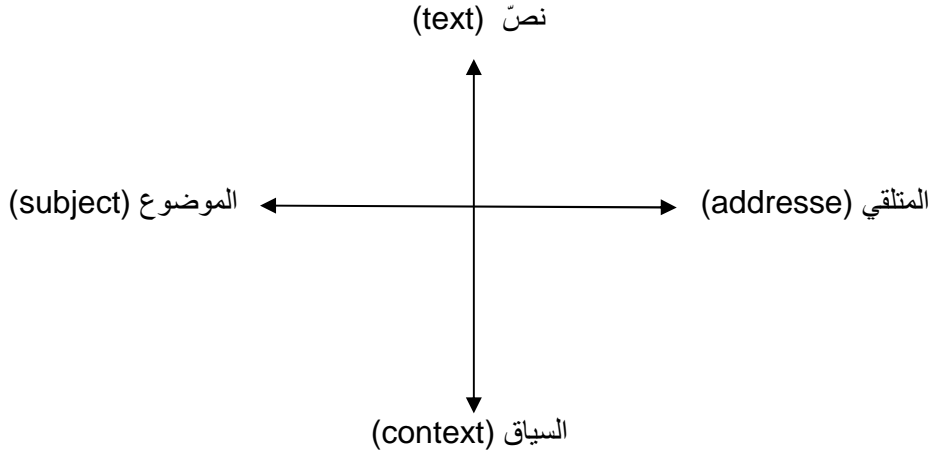 نصّ (text)
الموضوع (subject)
المتلقي (addresse)
السياق (context)